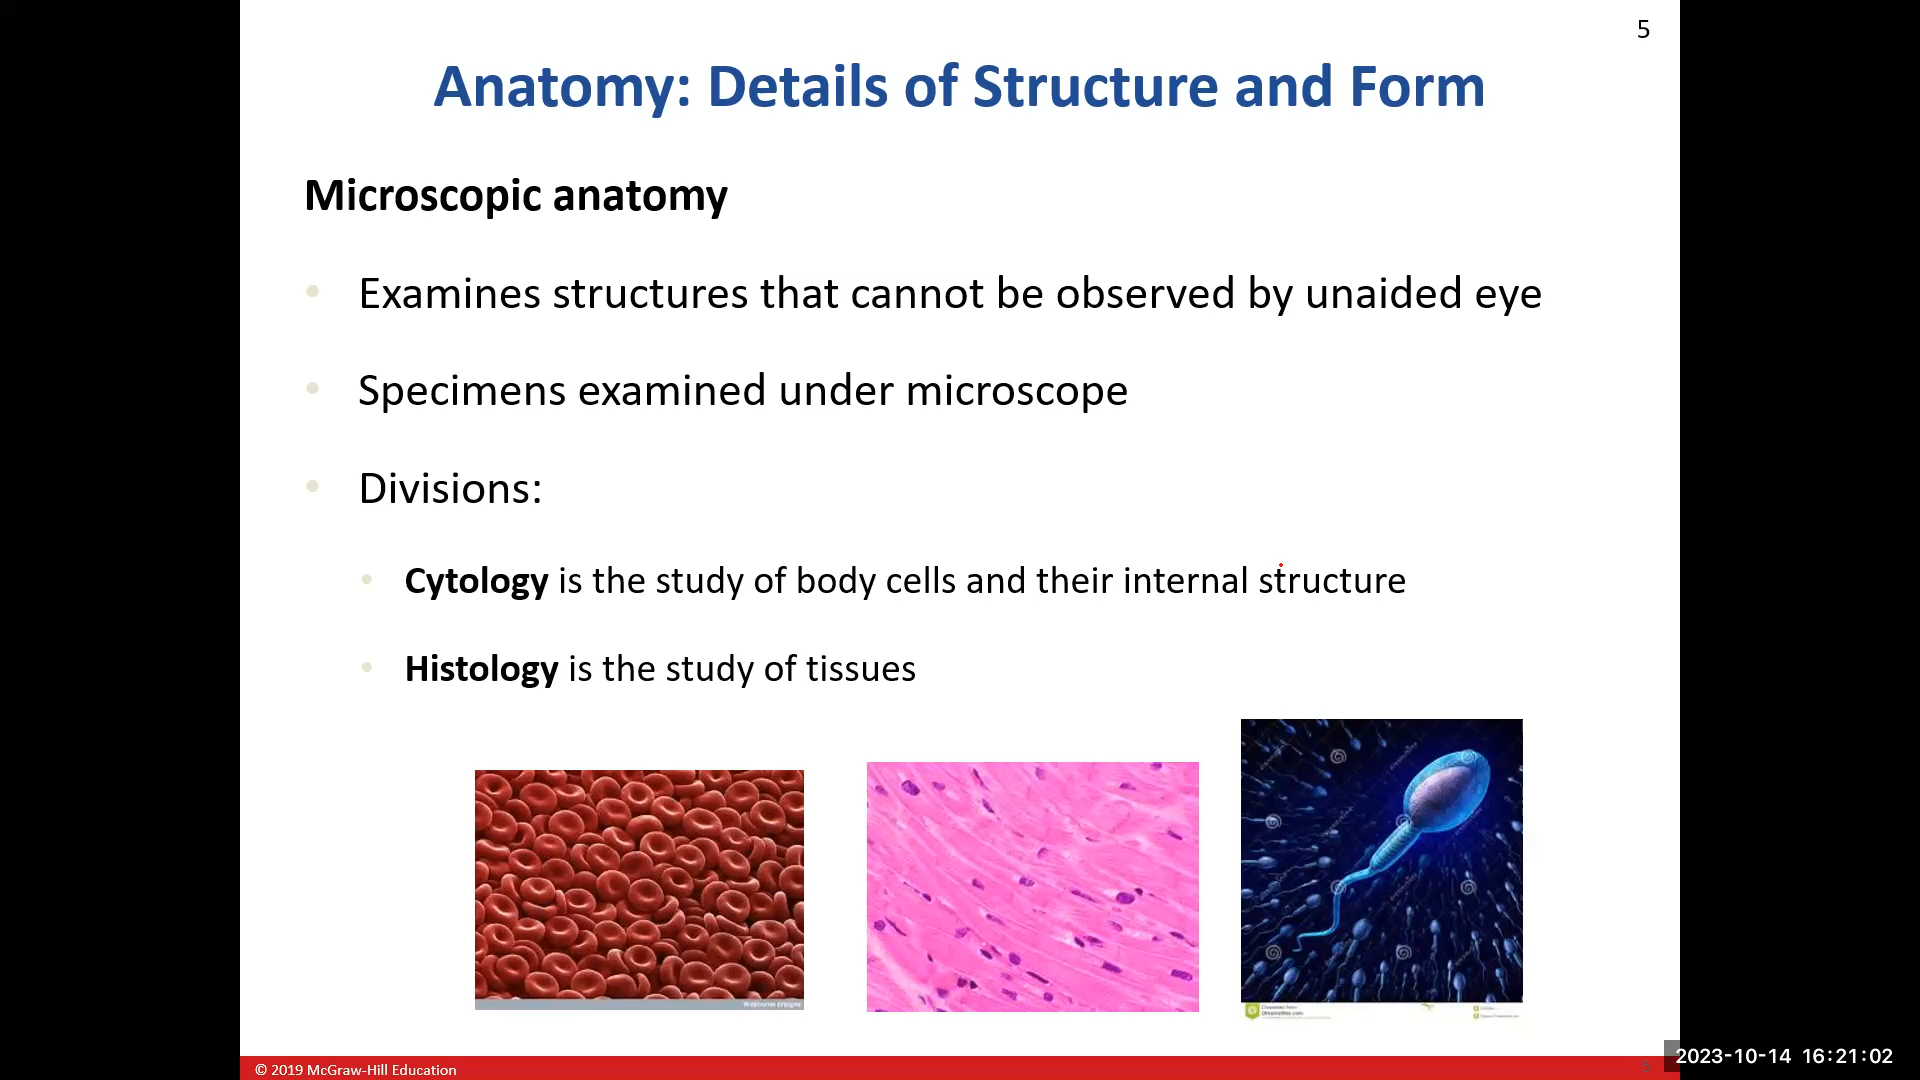 5
Anatomy: Details of Structure and Form
Microscopic anatomy
• Examines structures that cannot be observed by unaided eye
• Specimens examined under microscope
• Divisions:
• Cytology is the study of body cells and their internal structure
• Histology is the study of tissues
© 2019 McGraw-Hill Education
5
2023-10-14 16:21:02